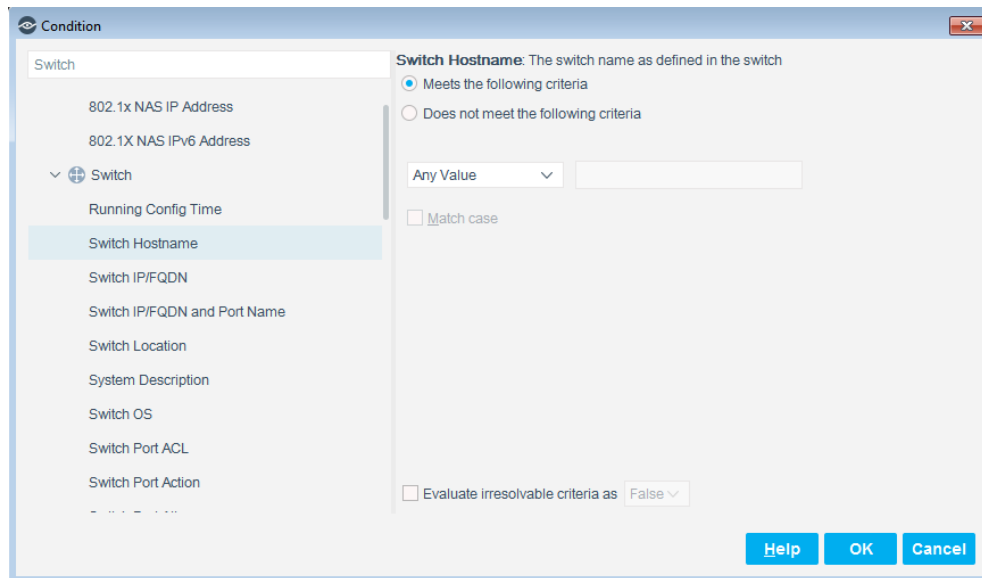 Condition
Switch
802.1x NAS IP Address
802.1X NAS IPv6 Address
Switch
Running Config Time
Switch Hostname
Switch IP/FQDN
Switch IP/FQDN and Port Name
Switch Location
System Description
Switch OS
Switch Port ACL
Switch Port Action
Switch Hostname: The switch name as defined in the switch
Meets the following criteria
Does not meet the following criteria
Any Value
Match case
Evaluate irresolvable criteria as False
Help OK Cancel